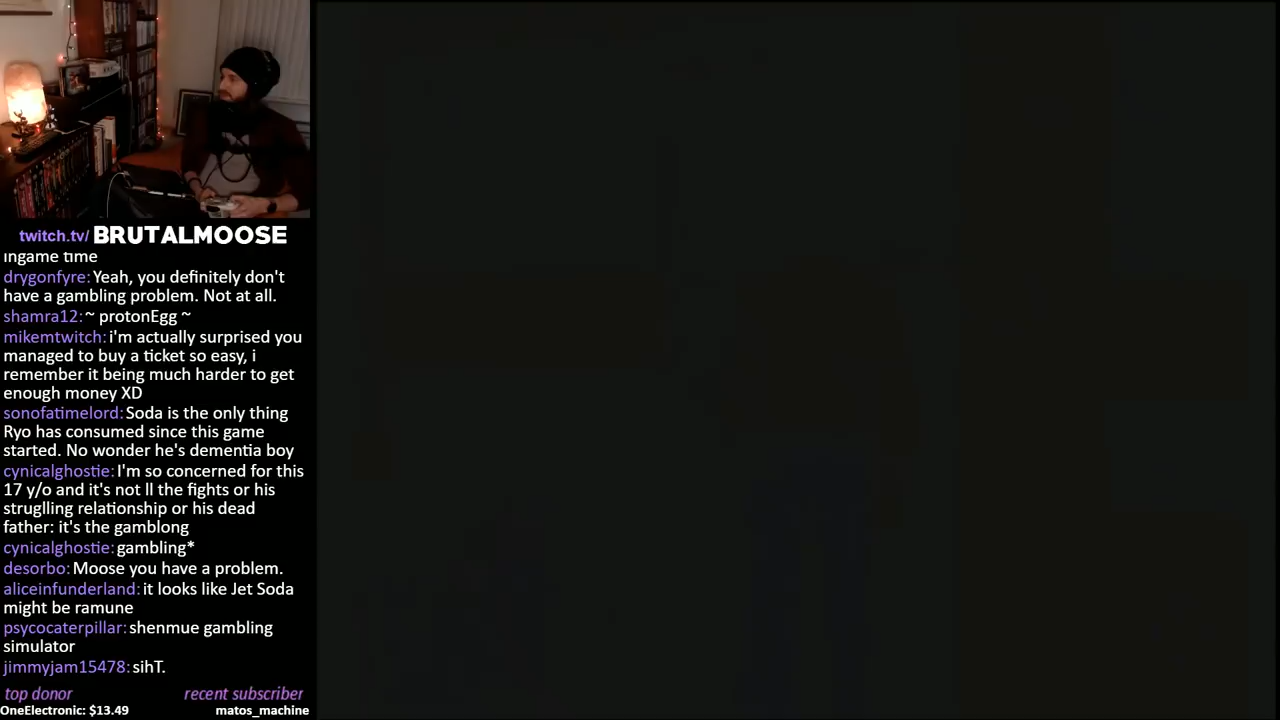 twitch.tv/ BRUTALMOOSE
ingame time
drygonfyre: Yeah, you definitely don't
have a gambling problem. Not at all.
shamra12: ~ protonEgg ~
mikemtwitch: i'm actually surprised you
managed to buy a ticket so easy, i
remember it being much harder to get
enough money XD
sonofatimelord: Soda is the only thing
Ryo has consumed since this game
started. No wonder he's dementia boy
cynicalghostie: I'm so concerned for this
17 y/o and it's not ll the fights or his
struglling relationship or his dead
father: it's the gamblong
cynicalghostie: gambling*
desorbo: Moose you have a problem.
aliceinfunderland: it looks like Jet Soda
might be ramune
psycocaterpillar: shenmue gambling
simulator
jimmyjam15478: sihT.
top donor recent subscriber
OneElectronic: $13.49 matos_machine